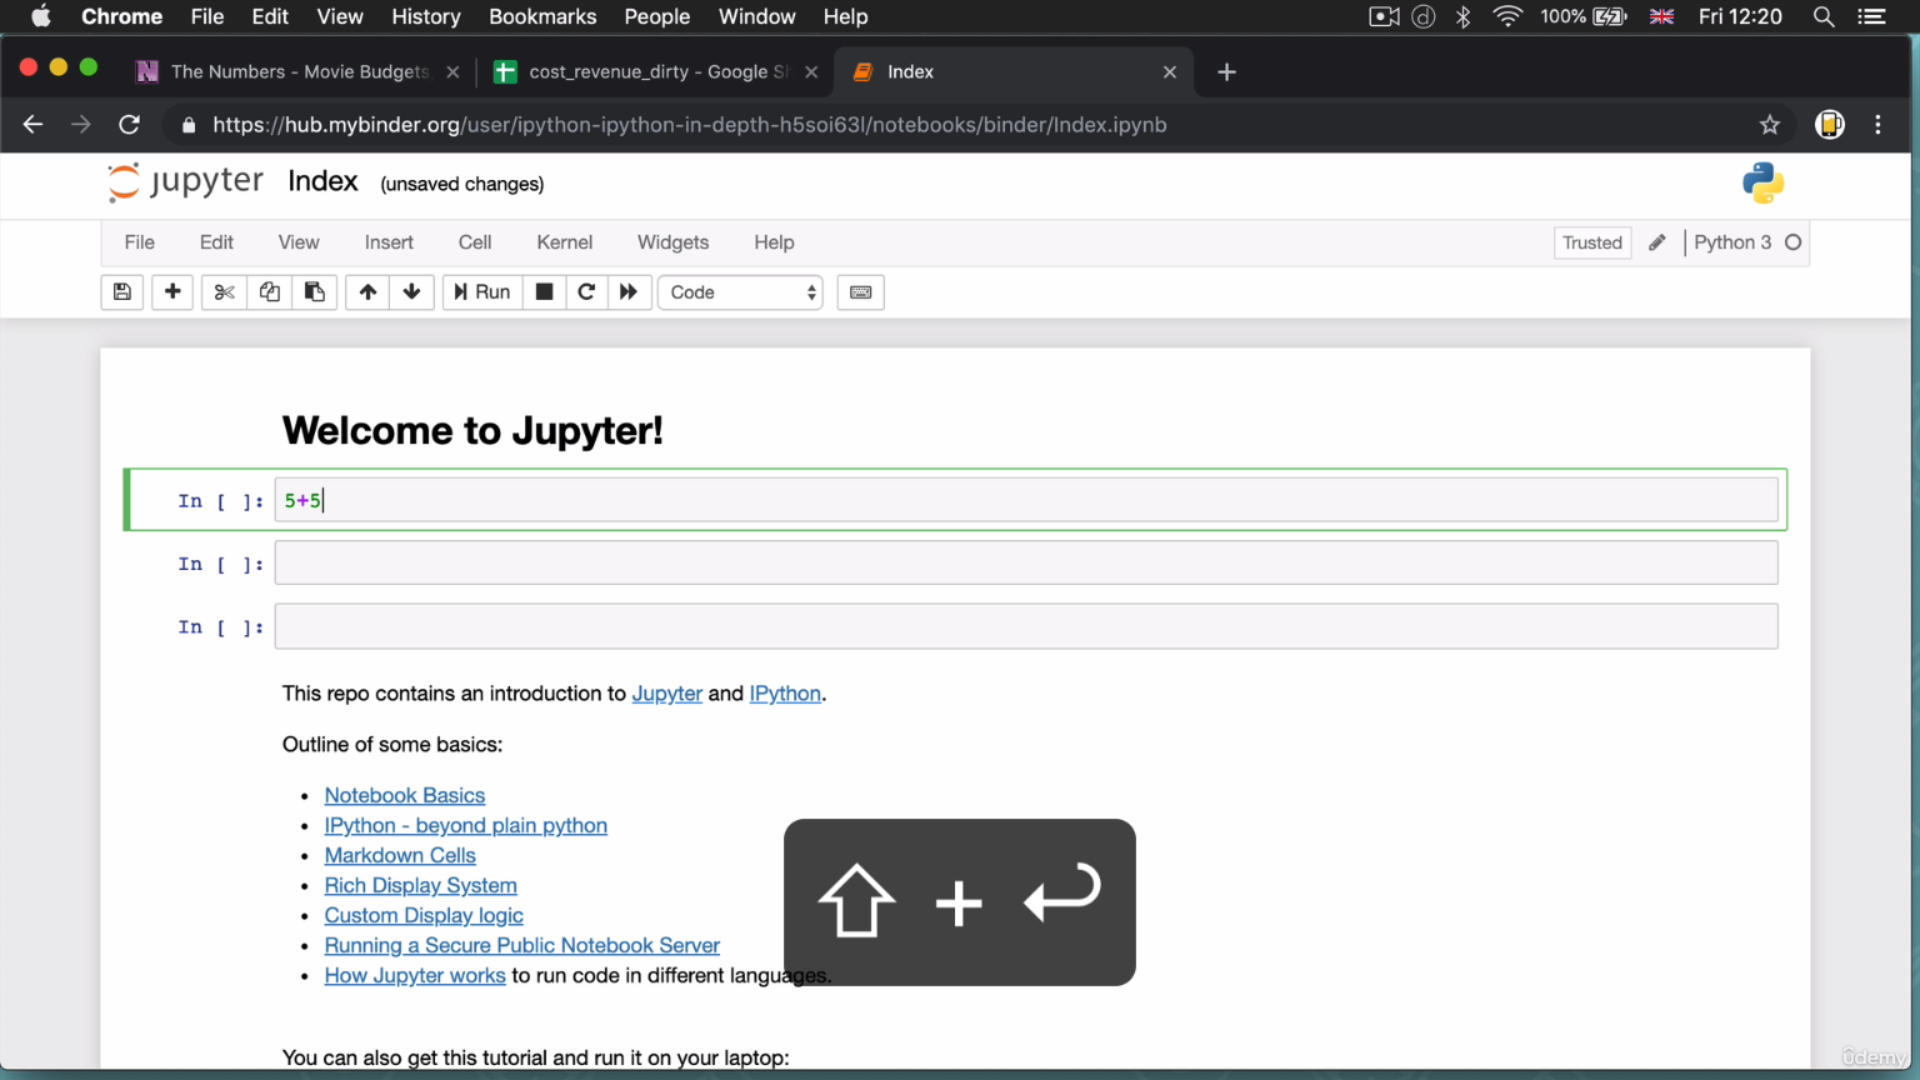 Chrome File Edit View History Bookmarks People Window Help 100% Fri 12:20
The Numbers - Movie Budgets, cost_revenue_dirty - Google Sh Index
https://hub.mybinder.org/user/ipython-ipython-in-depth-h5soi63l/notebooks/binder/Index.ipynb
jupyter Index (unsaved changes)
File Edit View Insert Cell Kernel Widgets Help Trusted Python 3
Run Code
Welcome to Jupyter!
In [ ]: 5+5
In [ ]:
In [ ]:
This repo contains an introduction to Jupyter and IPython.
Outline of some basics:
• Notebook Basics
• IPython - beyond plain python
• Markdown Cells
• Rich Display System
• Custom Display logic
• Running a Secure Public Notebook Server
• How Jupyter works to run code in different languages.
+
You can also get this tutorial and run it on your laptop:
ûdemy